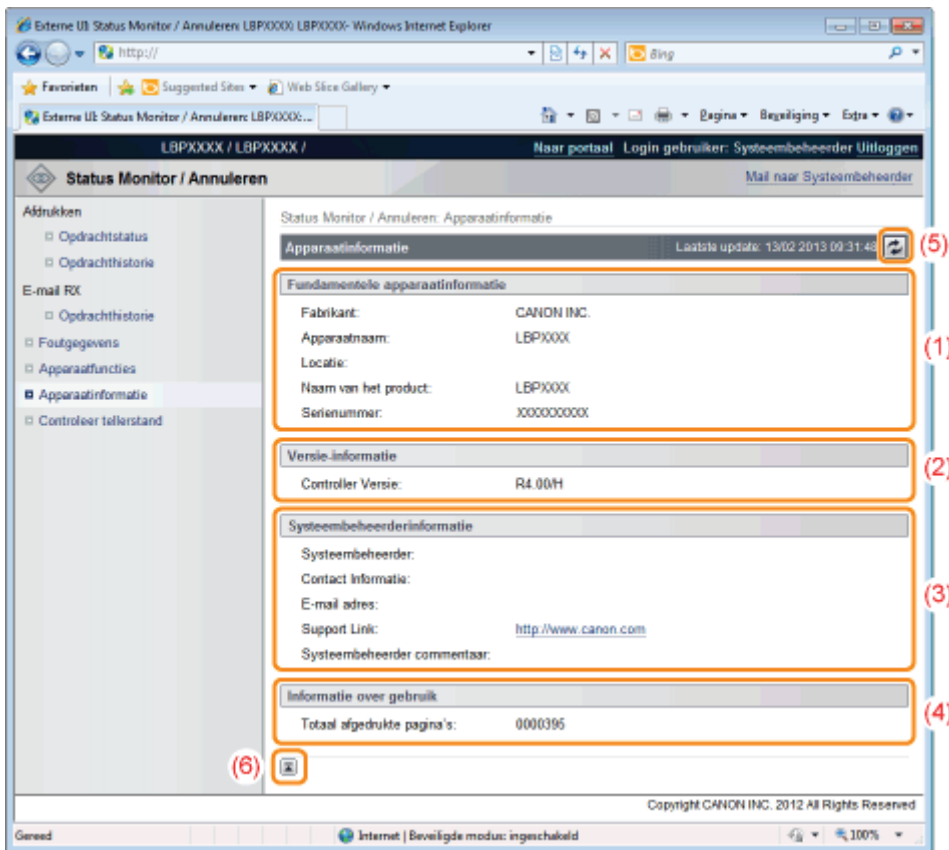 Externe UI: Status Monitor / Annuleren: LBPXXXX: LBPXXXX- Windows Internet Explorer
http://
Bing
Favorieten Suggested Sites Web Slice Gallery
Externe UI: Status Monitor / Annuleren: LBPXXXX:...
Pagina Beveiliging Extra
LBPXXXX / LBPXXXX /
Naar portaal Login gebruiker: Systeembeheerder Uitloggen
Status Monitor / Annuleren
Mail naar Systeembeheerder
Afdrukken
Opdrachtstatus
Opdrachthistorie
E-mail RX
Opdrachthistorie
Foutgegevens
Apparaatfuncties
Apparaatinformatie
Controleer tellerstand
Status Monitor / Annuleren: Apparaatinformatie
Apparaatinformatie Laatste update: 13/02 2013 09:31:48
(5)
Fundamentele apparaatinformatie
Fabrikant: CANON INC.
Apparaatnaam: LBPXXXX
Locatie:
Naam van het product: LBPXXXX
Serienummer: XXXXXXXXXX
(1)
Versie-informatie
Controller Versie: R4.00/H
(2)
Systeembeheerderinformatie
Systeembeheerder:
Contact Informatie:
E-mail adres:
Support Link: http://www.canon.com
Systeembeheerder commentaar:
(3)
Informatie over gebruik
Totaal afgedrukte pagina's: 0000395
(4)
(6)
Copyright CANON INC. 2012 All Rights Reserved
Gereed Internet | Beveiligde modus: ingeschakeld 100%